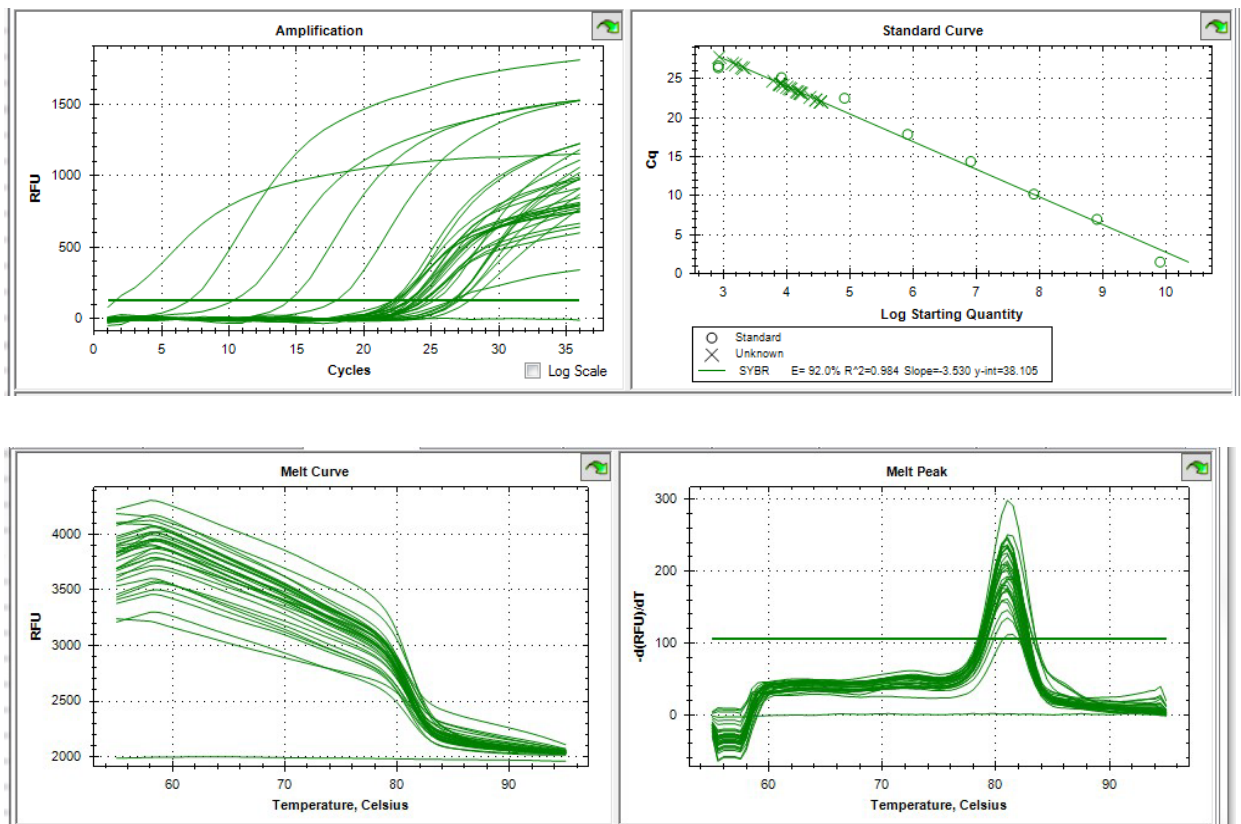 Amplification
RFU
1500
1000
500
0
0 5 10 15 20 25 30 35
Cycles
Log Scale
Standard Curve
Cq
25
20
15
10
5
0
3 4 5 6 7 8 9 10
Log Starting Quantity
Standard
Unknown
SYBR E= 92.0% R^2=0.984 Slope=-3.530 y-int=38.105
Melt Curve
RFU
4000
3500
3000
2500
2000
60 70 80 90
Temperature, Celsius
Melt Peak
-d(RFU)/dT
300
200
100
0
60 70 80 90
Temperature, Celsius